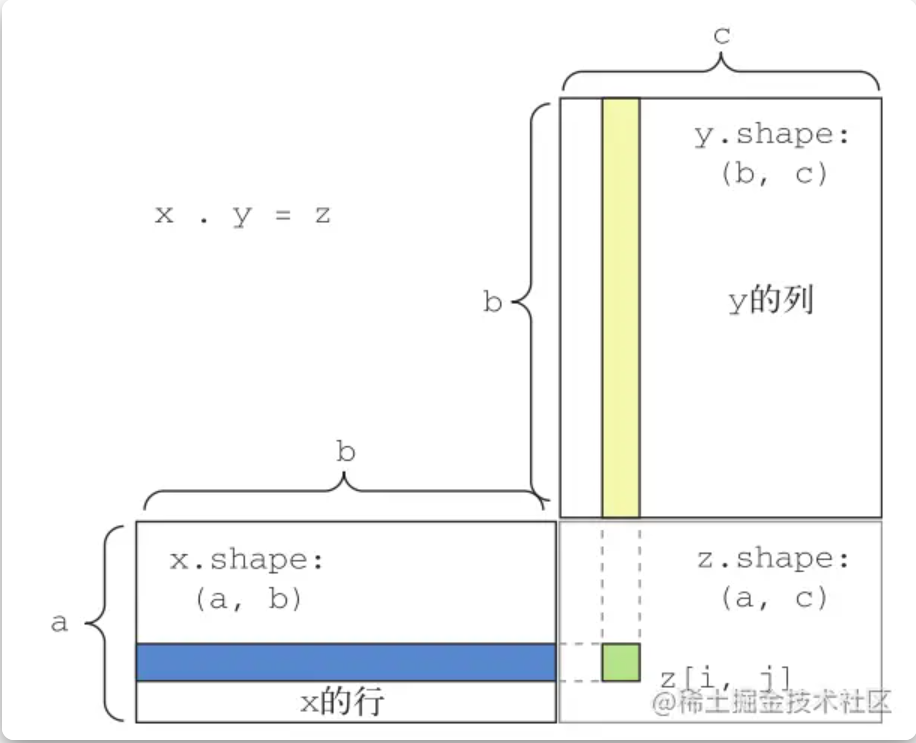 c
y.shape:
(b, c)
x . y = z
b
y的列
b
x.shape:
(a, b)
z.shape:
(a, c)
a
z[i, j]
x的行
@稀土掘金技术社区